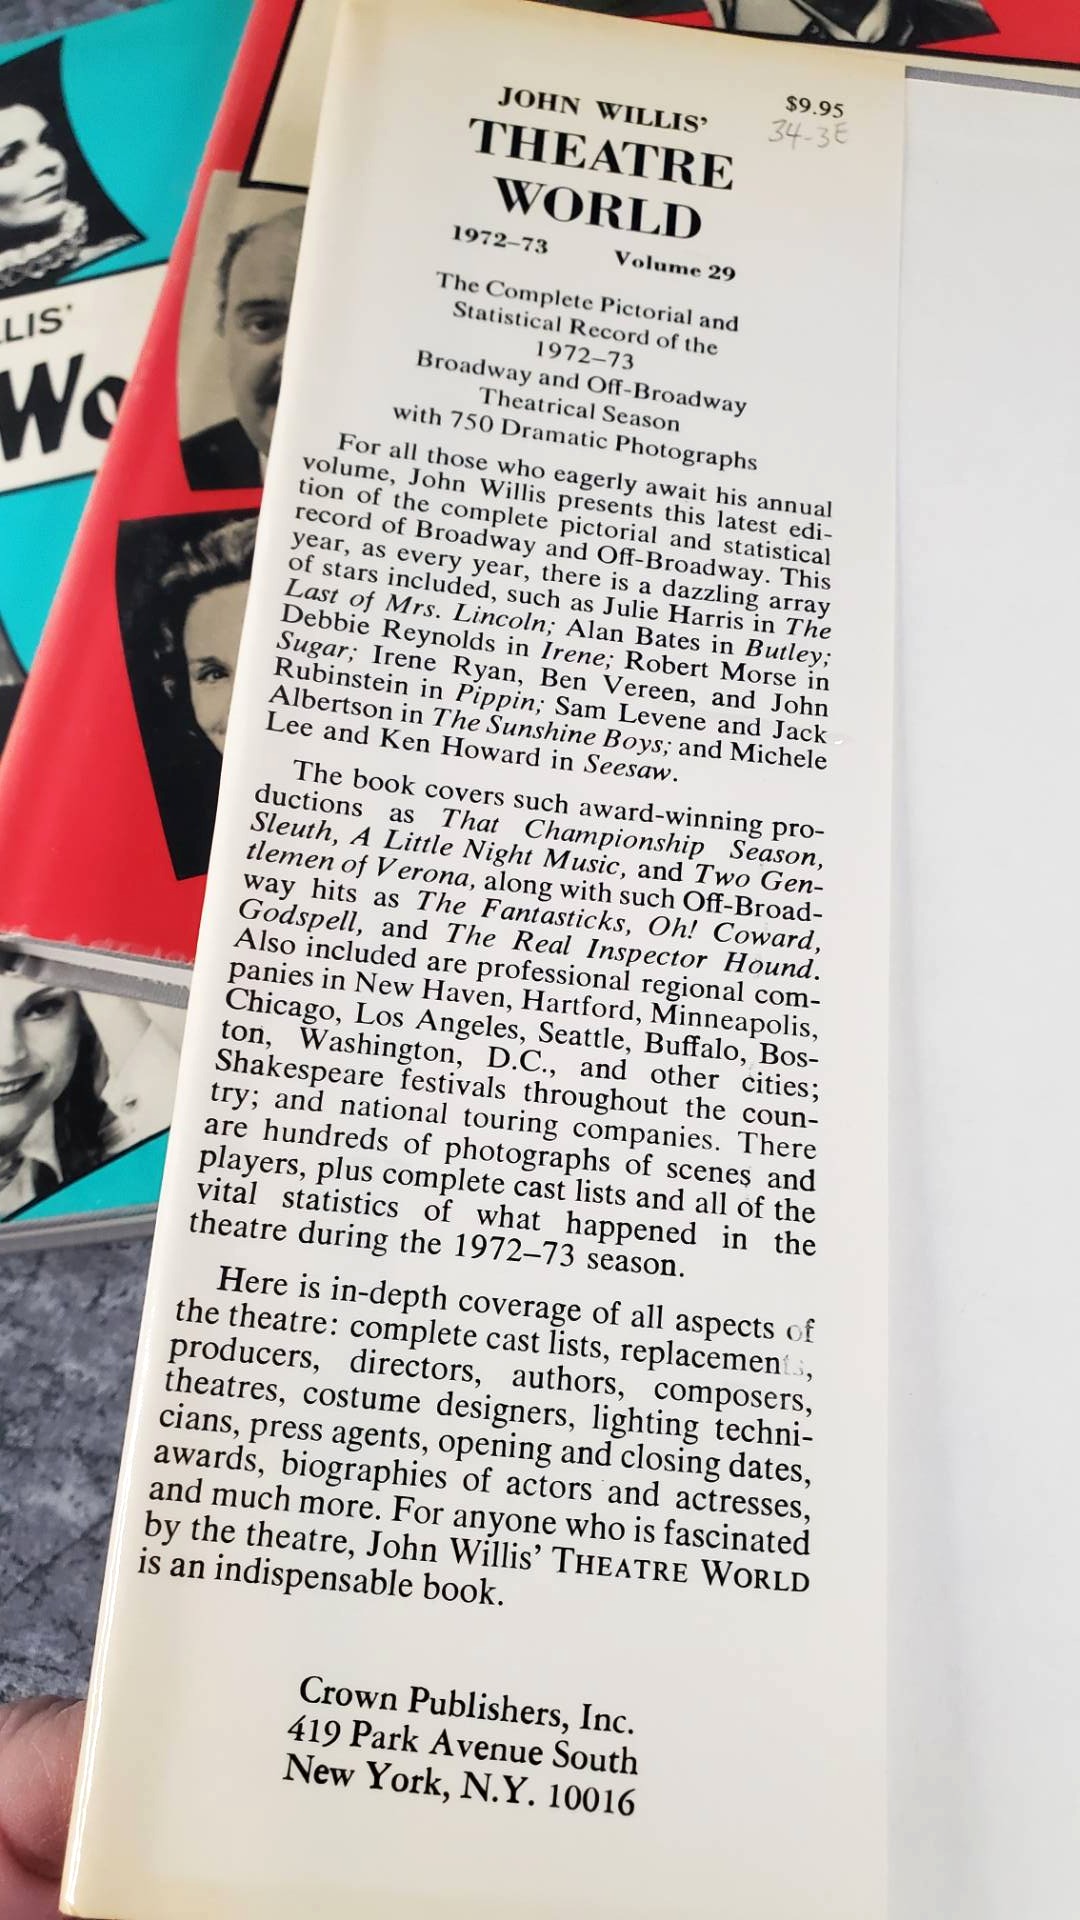 LLIS'
Wo
JOHN WILLIS'
$9.95
34-3E
THEATRE
WORLD
1972–73 Volume 29
The Complete Pictorial and
Statistical Record of the
1972–73
Broadway and Off-Broadway
Theatrical Season
with 750 Dramatic Photographs
For all those who eagerly await his annual
volume, John Willis presents this latest edi-
tion of the complete pictorial and statistical
record of Broadway and Off-Broadway. This
year, as every year, there is a dazzling array
of stars included, such as Julie Harris in The
Last of Mrs. Lincoln; Alan Bates in Butley;
Debbie Reynolds in Irene; Robert Morse in
Sugar; Irene Ryan, Ben Vereen, and John
Rubinstein in Pippin; Sam Levene and Jack
Albertson in The Sunshine Boys; and Michele
Lee and Ken Howard in Seesaw.
The book covers such award-winning pro-
ductions as That Championship Season,
Sleuth, A Little Night Music, and Two Gen-
tlemen of Verona, along with such Off-Broad-
way hits as The Fantasticks, Oh! Coward,
Godspell, and The Real Inspector Hound.
Also included are professional regional com-
panies in New Haven, Hartford, Minneapolis,
Chicago, Los Angeles, Seattle, Buffalo, Bos-
ton, Washington, D.C., and other cities;
Shakespeare festivals throughout the coun-
try; and national touring companies. There
are hundreds of photographs of scenes and
players, plus complete cast lists and all of the
vital statistics of what happened in the
theatre during the 1972–73 season.
Here is in-depth coverage of all aspects of
the theatre: complete cast lists, replacements,
producers, directors, authors, composers,
theatres, costume designers, lighting techni-
cians, press agents, opening and closing dates,
awards, biographies of actors and actresses,
and much more. For anyone who is fascinated
by the theatre, John Willis' THEATRE WORLD
is an indispensable book.
Crown Publishers, Inc.
419 Park Avenue South
New York, N.Y. 10016